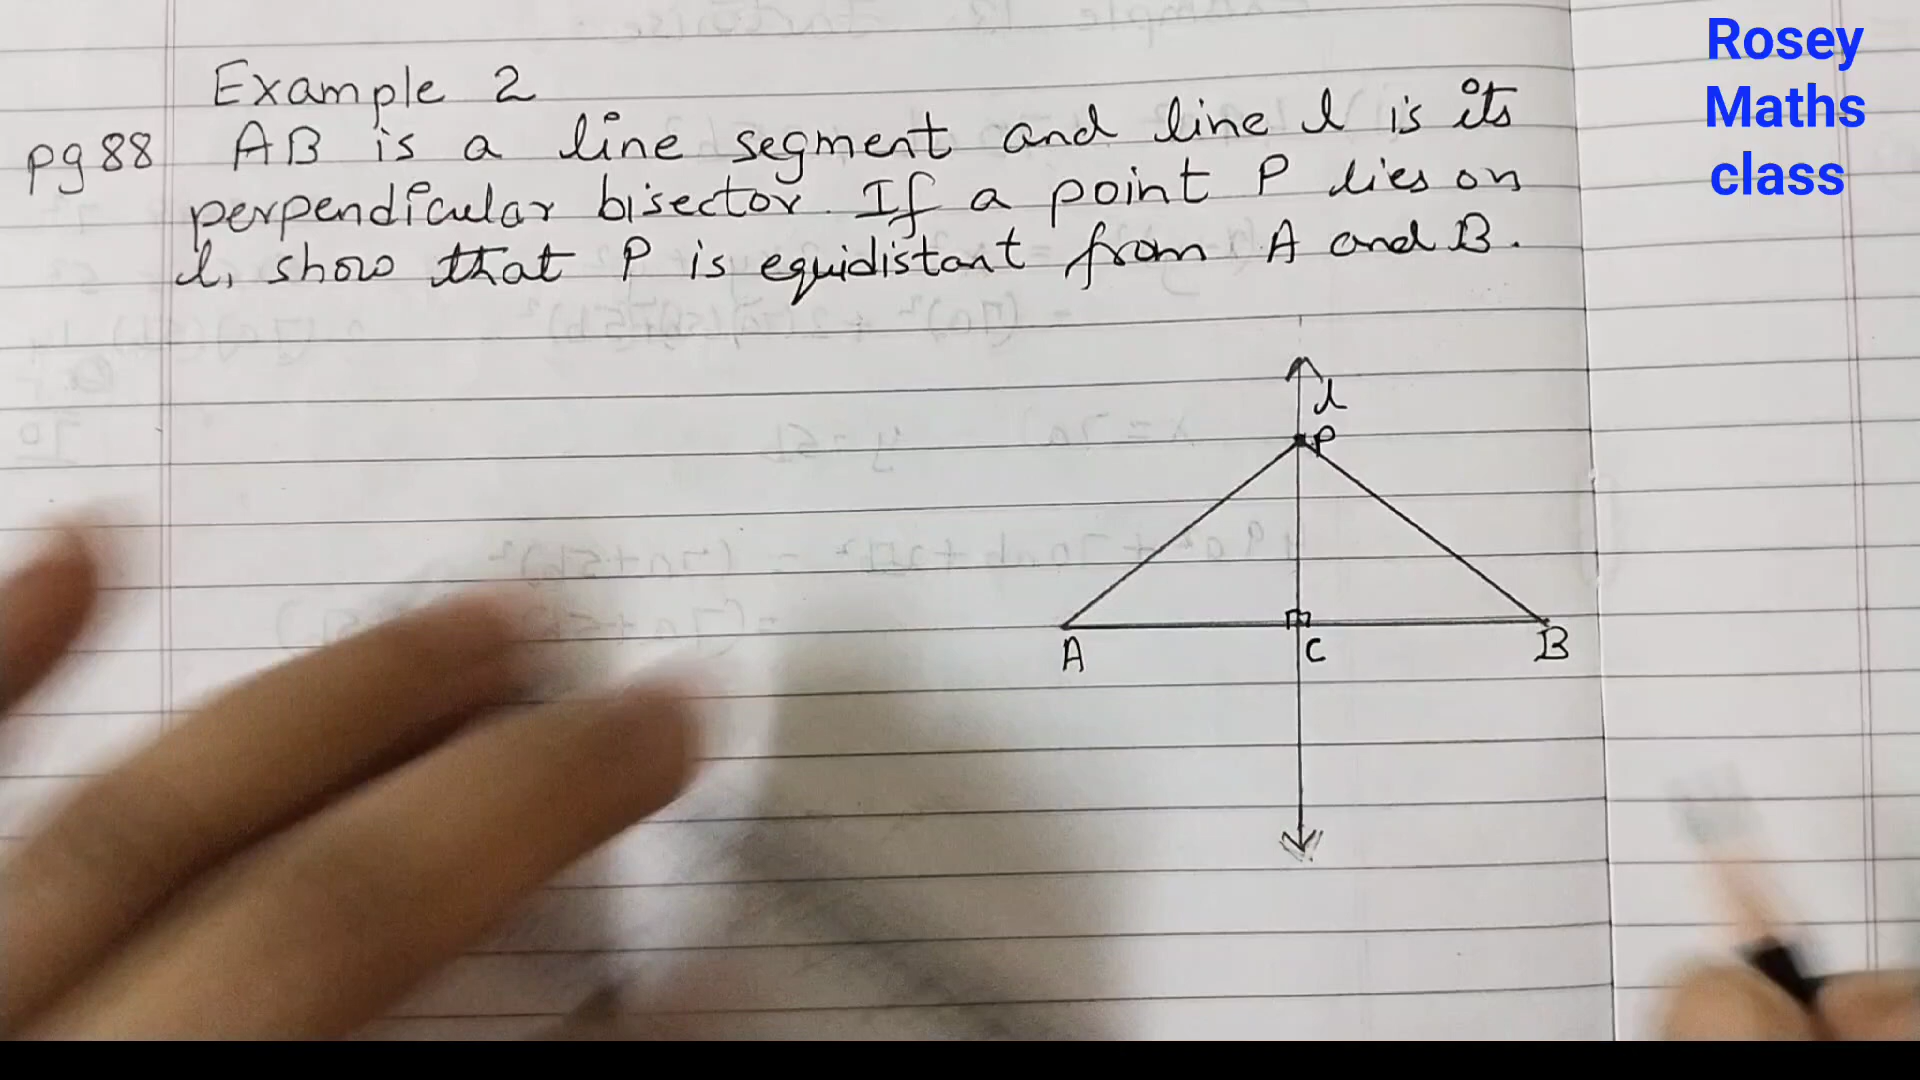 Rosey
Maths
class
Example 2
pg 88
AB is a line segment and line l is its
perpendicular bisector. If a point P lies on
l, show that P is equidistant from A and B.
l
P
A
C
B